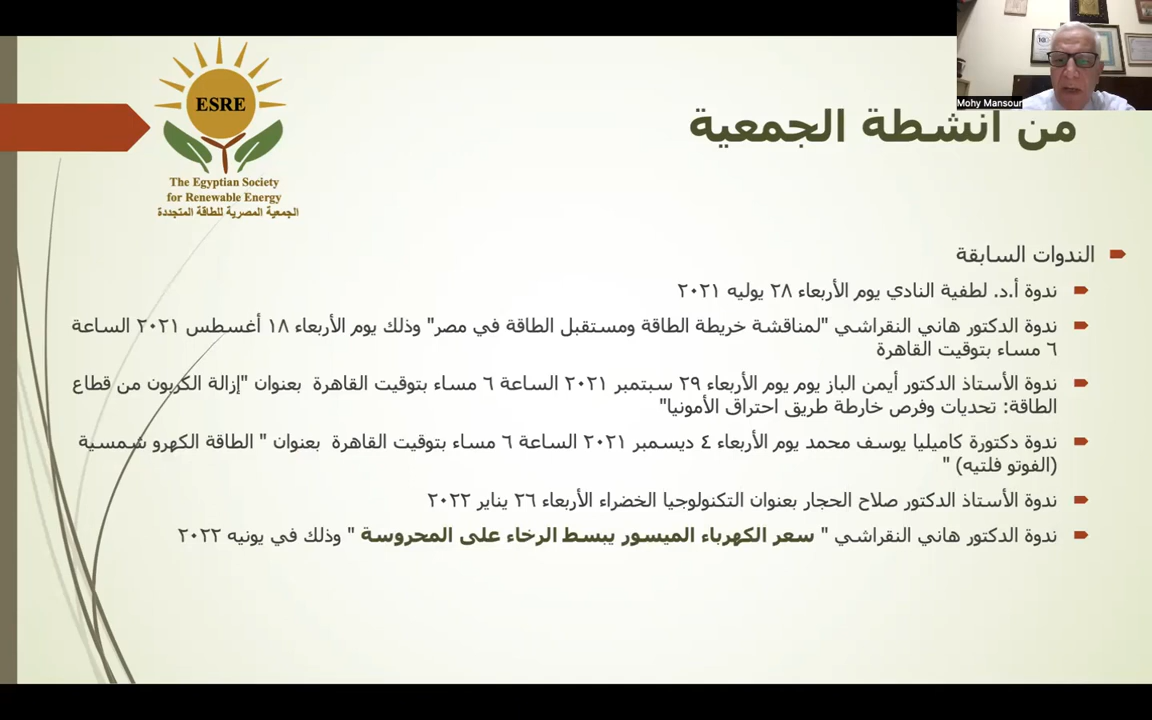 Mohy Mansour
من أنشطة الجمعية
ESRE
The Egyptian Society
for Renewable Energy
الجمعية المصرية للطاقة المتجددة
الندوات السابقة
ندوة أ.د. لطفية النادي يوم الأربعاء ٢٨ يوليه ٢٠٢١
ندوة الدكتور هاني النقراشي "لمناقشة خريطة الطاقة ومستقبل الطاقة في مصر" وذلك يوم الأربعاء ١٨ أغسطس ٢٠٢١ الساعة
٦ مساء بتوقيت القاهرة
ندوة الأستاذ الدكتور أيمن الباز يوم يوم الأربعاء ٢٩ سبتمبر ٢٠٢١ الساعة ٦ مساء بتوقيت القاهرة بعنوان "إزالة الكربون من قطاع
الطاقة: تحديات وفرص خارطة طريق احتراق الأمونيا"
ندوة دكتورة كاميليا يوسف محمد يوم الأربعاء ٤ ديسمبر ٢٠٢١ الساعة ٦ مساء بتوقيت القاهرة بعنوان " الطاقة الكهرو شمسية
(الفوتو فلتيه) "
ندوة الأستاذ الدكتور صلاح الحجار بعنوان التكنولوجيا الخضراء الأربعاء ٢٦ يناير ٢٠٢٢
ندوة الدكتور هاني النقراشي " سعر الكهرباء الميسور يبسط الرخاء على المحروسة " وذلك في يونيه ٢٠٢٢